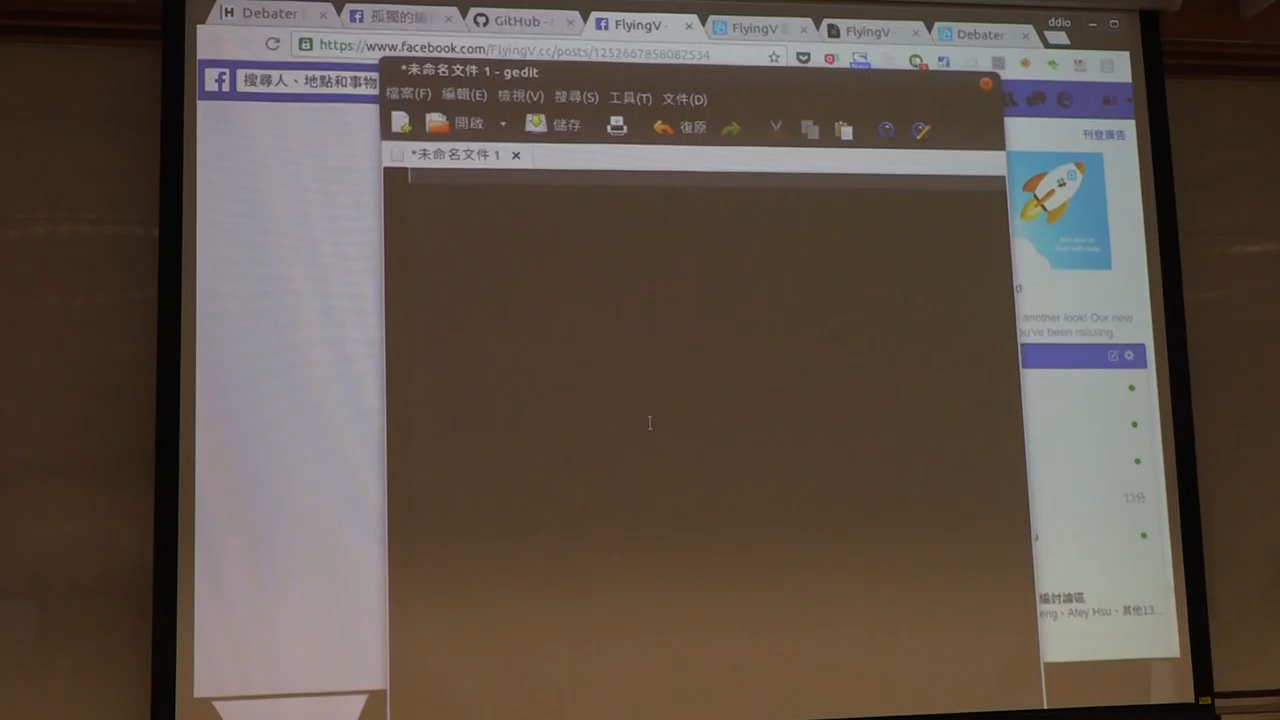 Debater
孤獨的編
GitHub
FlyingV
FlyingV
FlyingV
Debater
ddio
https://www.facebook.com/FlyingV.cc/posts/1252667858082534
搜尋人、地點和事物
*未命名文件 1 - gedit
檔案(F) 編輯(E) 檢視(V) 搜尋(S) 工具(T) 文件(D)
開啟 儲存 復原
*未命名文件 1
刊登廣告
another look! Our new
you've been missing.
13分
編討論區
eng、Afey Hsu、其他13...